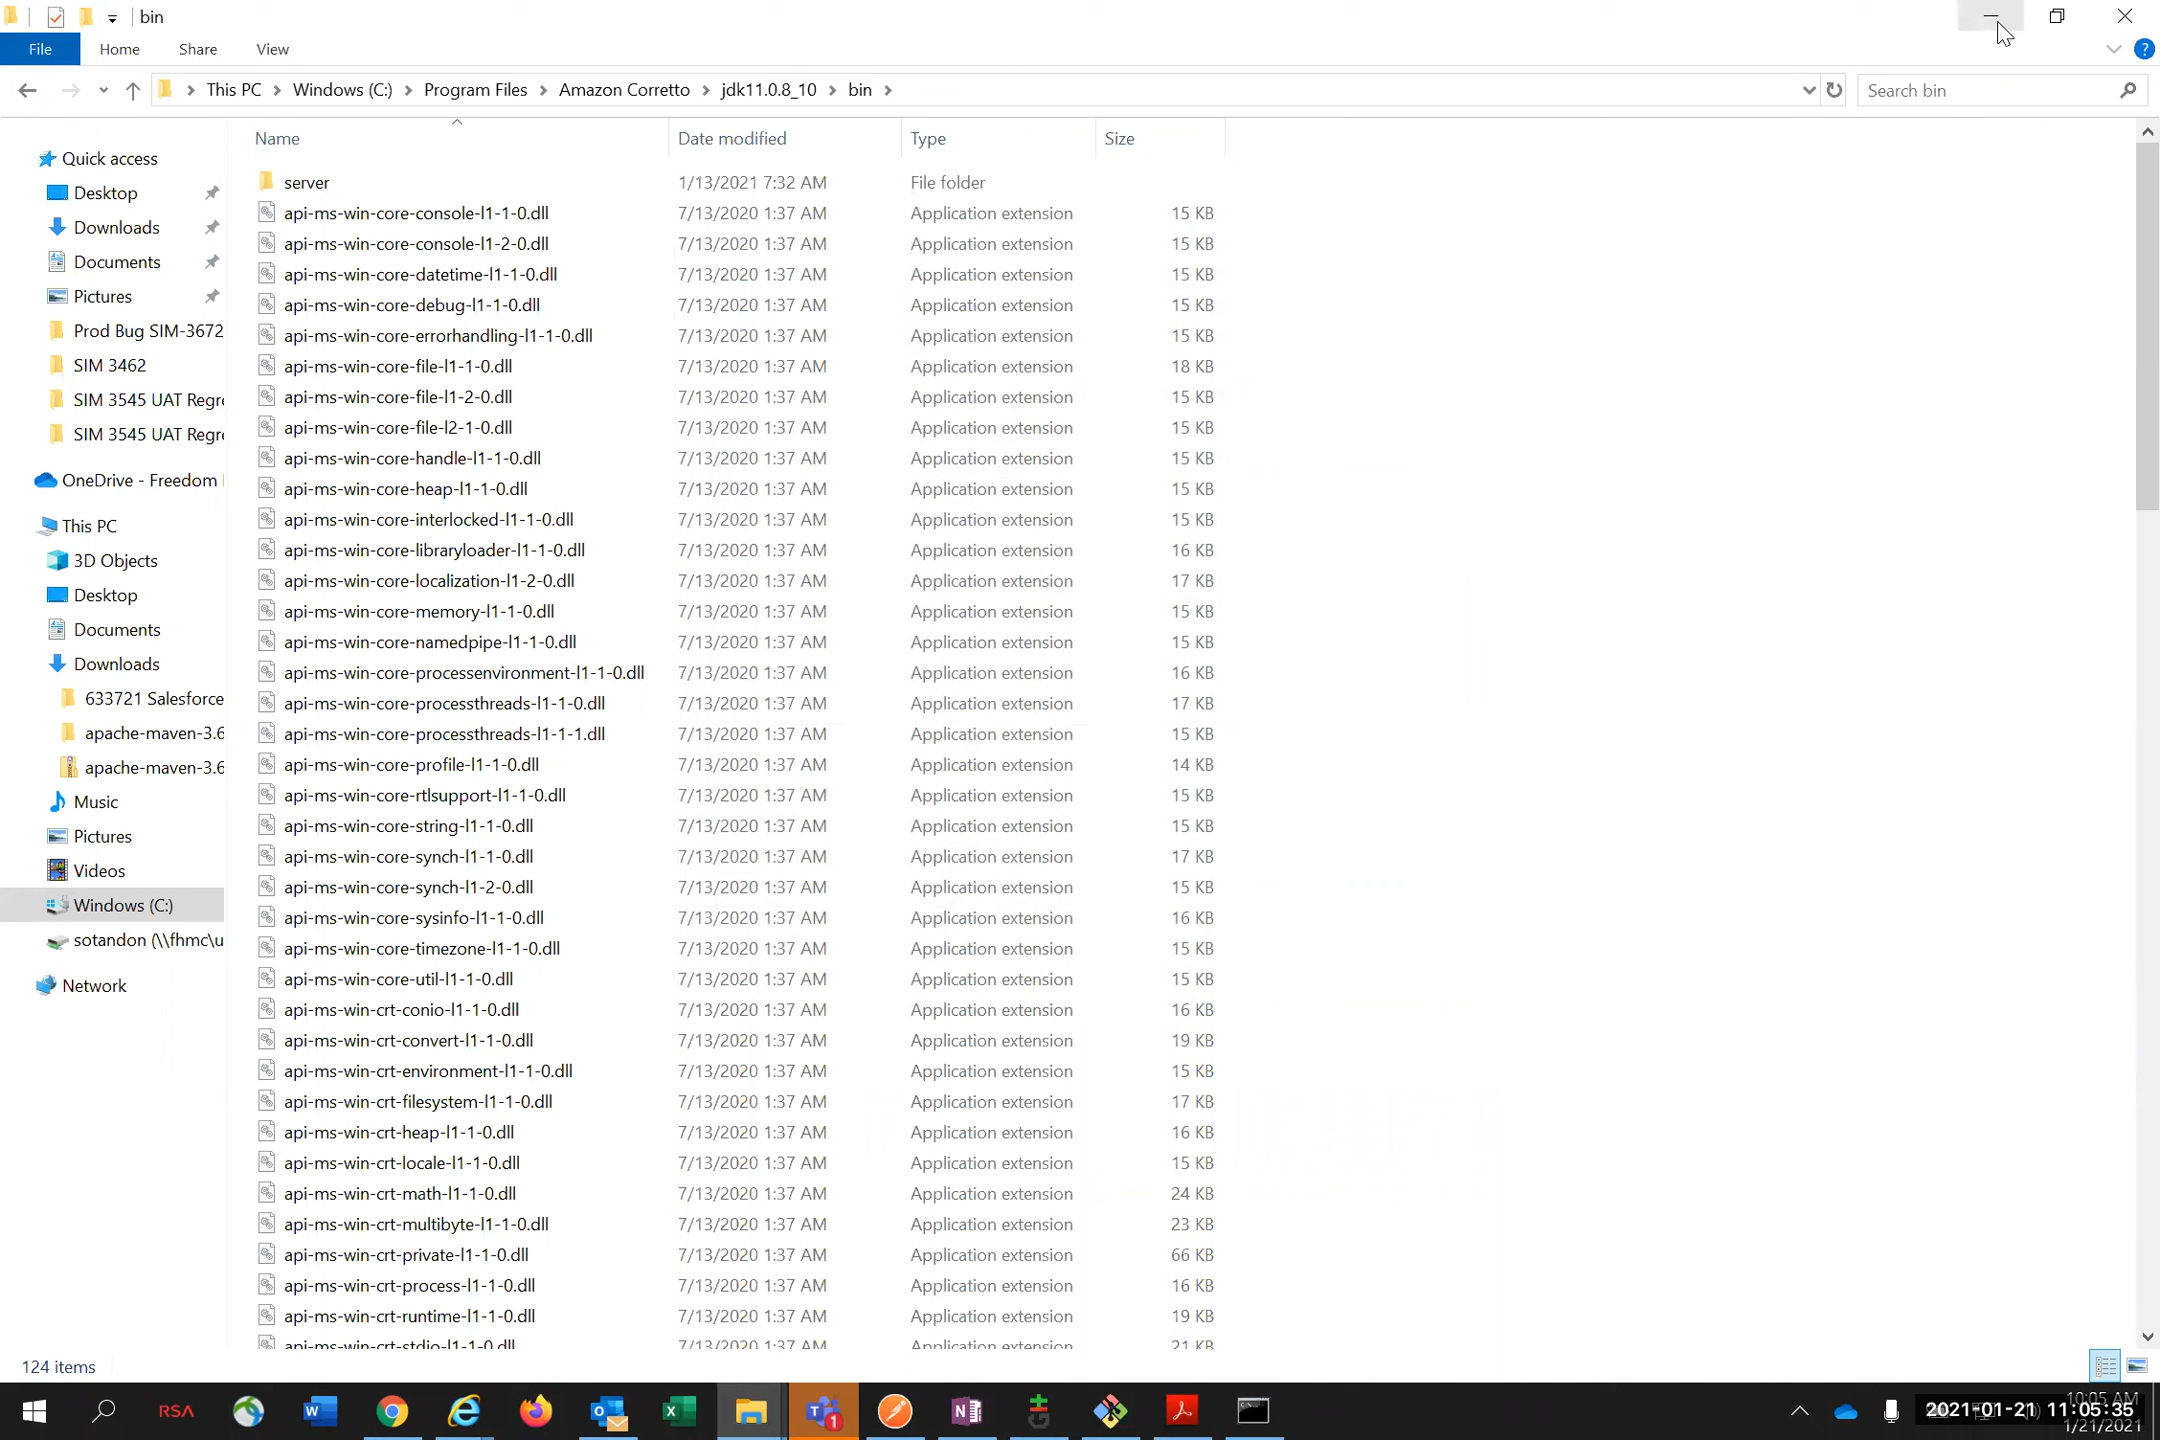 bin
File Home Share View
This PC Windows (C:) Program Files Amazon Corretto jdk11.0.8_10 bin
Search bin
Name Date modified Type Size
Quick access
Desktop
Downloads
Documents
Pictures
Prod Bug SIM-3672
SIM 3462
SIM 3545 UAT Regre
SIM 3545 UAT Regre
OneDrive - Freedom
This PC
3D Objects
Desktop
Documents
Downloads
633721 Salesforce
apache-maven-3.6
apache-maven-3.6
Music
Pictures
Videos
Windows (C:)
sotandon (\\fhmc\u
Network
server 1/13/2021 7:32 AM File folder
api-ms-win-core-console-l1-1-0.dll 7/13/2020 1:37 AM Application extension 15 KB
api-ms-win-core-console-l1-2-0.dll 7/13/2020 1:37 AM Application extension 15 KB
api-ms-win-core-datetime-l1-1-0.dll 7/13/2020 1:37 AM Application extension 15 KB
api-ms-win-core-debug-l1-1-0.dll 7/13/2020 1:37 AM Application extension 15 KB
api-ms-win-core-errorhandling-l1-1-0.dll 7/13/2020 1:37 AM Application extension 15 KB
api-ms-win-core-file-l1-1-0.dll 7/13/2020 1:37 AM Application extension 18 KB
api-ms-win-core-file-l1-2-0.dll 7/13/2020 1:37 AM Application extension 15 KB
api-ms-win-core-file-l2-1-0.dll 7/13/2020 1:37 AM Application extension 15 KB
api-ms-win-core-handle-l1-1-0.dll 7/13/2020 1:37 AM Application extension 15 KB
api-ms-win-core-heap-l1-1-0.dll 7/13/2020 1:37 AM Application extension 15 KB
api-ms-win-core-interlocked-l1-1-0.dll 7/13/2020 1:37 AM Application extension 15 KB
api-ms-win-core-libraryloader-l1-1-0.dll 7/13/2020 1:37 AM Application extension 16 KB
api-ms-win-core-localization-l1-2-0.dll 7/13/2020 1:37 AM Application extension 17 KB
api-ms-win-core-memory-l1-1-0.dll 7/13/2020 1:37 AM Application extension 15 KB
api-ms-win-core-namedpipe-l1-1-0.dll 7/13/2020 1:37 AM Application extension 15 KB
api-ms-win-core-processenvironment-l1-1-0.dll 7/13/2020 1:37 AM Application extension 16 KB
api-ms-win-core-processthreads-l1-1-0.dll 7/13/2020 1:37 AM Application extension 17 KB
api-ms-win-core-processthreads-l1-1-1.dll 7/13/2020 1:37 AM Application extension 15 KB
api-ms-win-core-profile-l1-1-0.dll 7/13/2020 1:37 AM Application extension 14 KB
api-ms-win-core-rtlsupport-l1-1-0.dll 7/13/2020 1:37 AM Application extension 15 KB
api-ms-win-core-string-l1-1-0.dll 7/13/2020 1:37 AM Application extension 15 KB
api-ms-win-core-synch-l1-1-0.dll 7/13/2020 1:37 AM Application extension 17 KB
api-ms-win-core-synch-l1-2-0.dll 7/13/2020 1:37 AM Application extension 15 KB
api-ms-win-core-sysinfo-l1-1-0.dll 7/13/2020 1:37 AM Application extension 16 KB
api-ms-win-core-timezone-l1-1-0.dll 7/13/2020 1:37 AM Application extension 15 KB
api-ms-win-core-util-l1-1-0.dll 7/13/2020 1:37 AM Application extension 15 KB
api-ms-win-crt-conio-l1-1-0.dll 7/13/2020 1:37 AM Application extension 16 KB
api-ms-win-crt-convert-l1-1-0.dll 7/13/2020 1:37 AM Application extension 19 KB
api-ms-win-crt-environment-l1-1-0.dll 7/13/2020 1:37 AM Application extension 15 KB
api-ms-win-crt-filesystem-l1-1-0.dll 7/13/2020 1:37 AM Application extension 17 KB
api-ms-win-crt-heap-l1-1-0.dll 7/13/2020 1:37 AM Application extension 16 KB
api-ms-win-crt-locale-l1-1-0.dll 7/13/2020 1:37 AM Application extension 15 KB
api-ms-win-crt-math-l1-1-0.dll 7/13/2020 1:37 AM Application extension 24 KB
api-ms-win-crt-multibyte-l1-1-0.dll 7/13/2020 1:37 AM Application extension 23 KB
api-ms-win-crt-private-l1-1-0.dll 7/13/2020 1:37 AM Application extension 66 KB
api-ms-win-crt-process-l1-1-0.dll 7/13/2020 1:37 AM Application extension 16 KB
api-ms-win-crt-runtime-l1-1-0.dll 7/13/2020 1:37 AM Application extension 19 KB
api-ms-win-crt-stdio-l1-1-0.dll 7/13/2020 1:37 AM Application extension 21 KB
124 items
RSA
1
10:05 AM
2021-01-21 11:05:35
1/21/2021